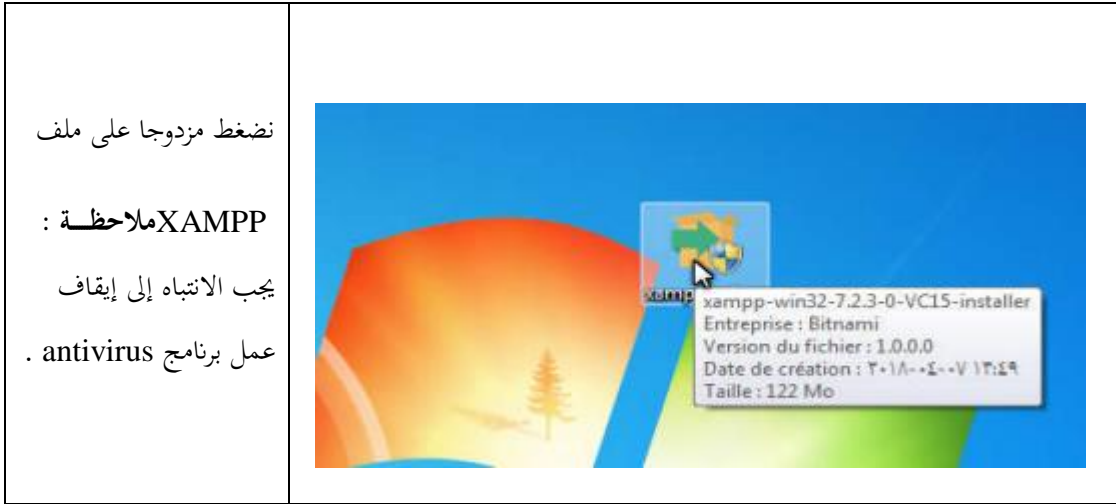 نضغط مزدوجا على ملف
XAMPPملاحظـــة :
يجب الانتباه إلى إيقاف
عمل برنامج antivirus .
xamp
xampp-win32-7.2.3-0-VC15-installer
Entreprise : Bitnami
Version du fichier : 1.0.0.0
Date de création : ٢٠١٨-٠٤-٠٧ ١٣:٤٩
Taille : 122 Mo